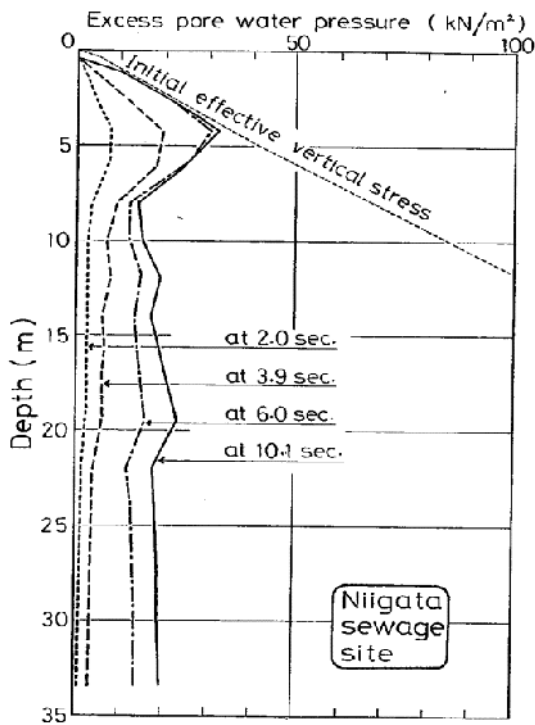 Excess pore water pressure ( kN/m² )
0 50 100
Initial effective vertical stress
5
10
15
20
25
30
35
Depth (m)
at 2.0 sec.
at 3.9 sec.
at 6.0 sec.
at 10.1 sec.
Niigata
sewage
site